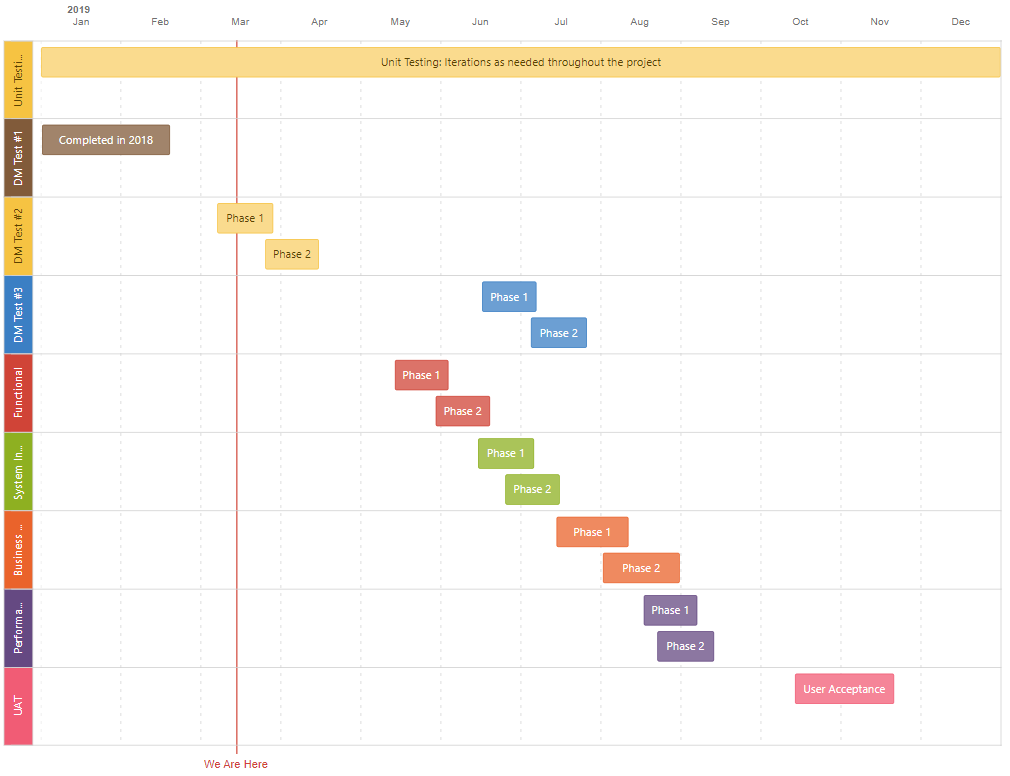 2019
Jan Feb Mar Apr May Jun Jul Aug Sep Oct Nov Dec
Unit Testi...
Unit Testing: Iterations as needed throughout the project
DM Test #1
Completed in 2018
DM Test #2
Phase 1
Phase 2
DM Test #3
Phase 1
Phase 2
Functional
Phase 1
Phase 2
System In...
Phase 1
Phase 2
Business ...
Phase 1
Phase 2
Performa...
Phase 1
Phase 2
UAT
User Acceptance
We Are Here